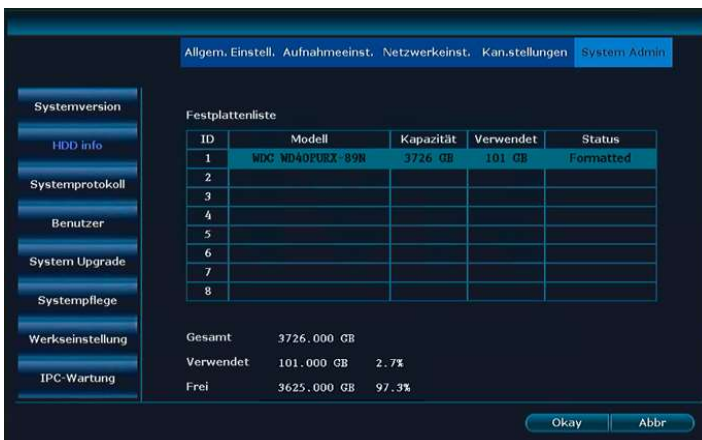 Allgem. Einstell. Aufnahmeeinst. Netzwerkeinst. Kan.stellungen System Admin
Systemversion
HDD info
Systemprotokoll
Benutzer
System Upgrade
Systempflege
Werkseinstellung
IPC-Wartung
Festplattenliste
ID Modell Kapazität Verwendet Status
1 WDC WD40PURX-89N 3726 GB 101 GB Formatted
2
3
4
5
6
7
8
Gesamt 3726.000 GB
Verwendet 101.000 GB 2.7%
Frei 3625.000 GB 97.3%
Okay Abbr